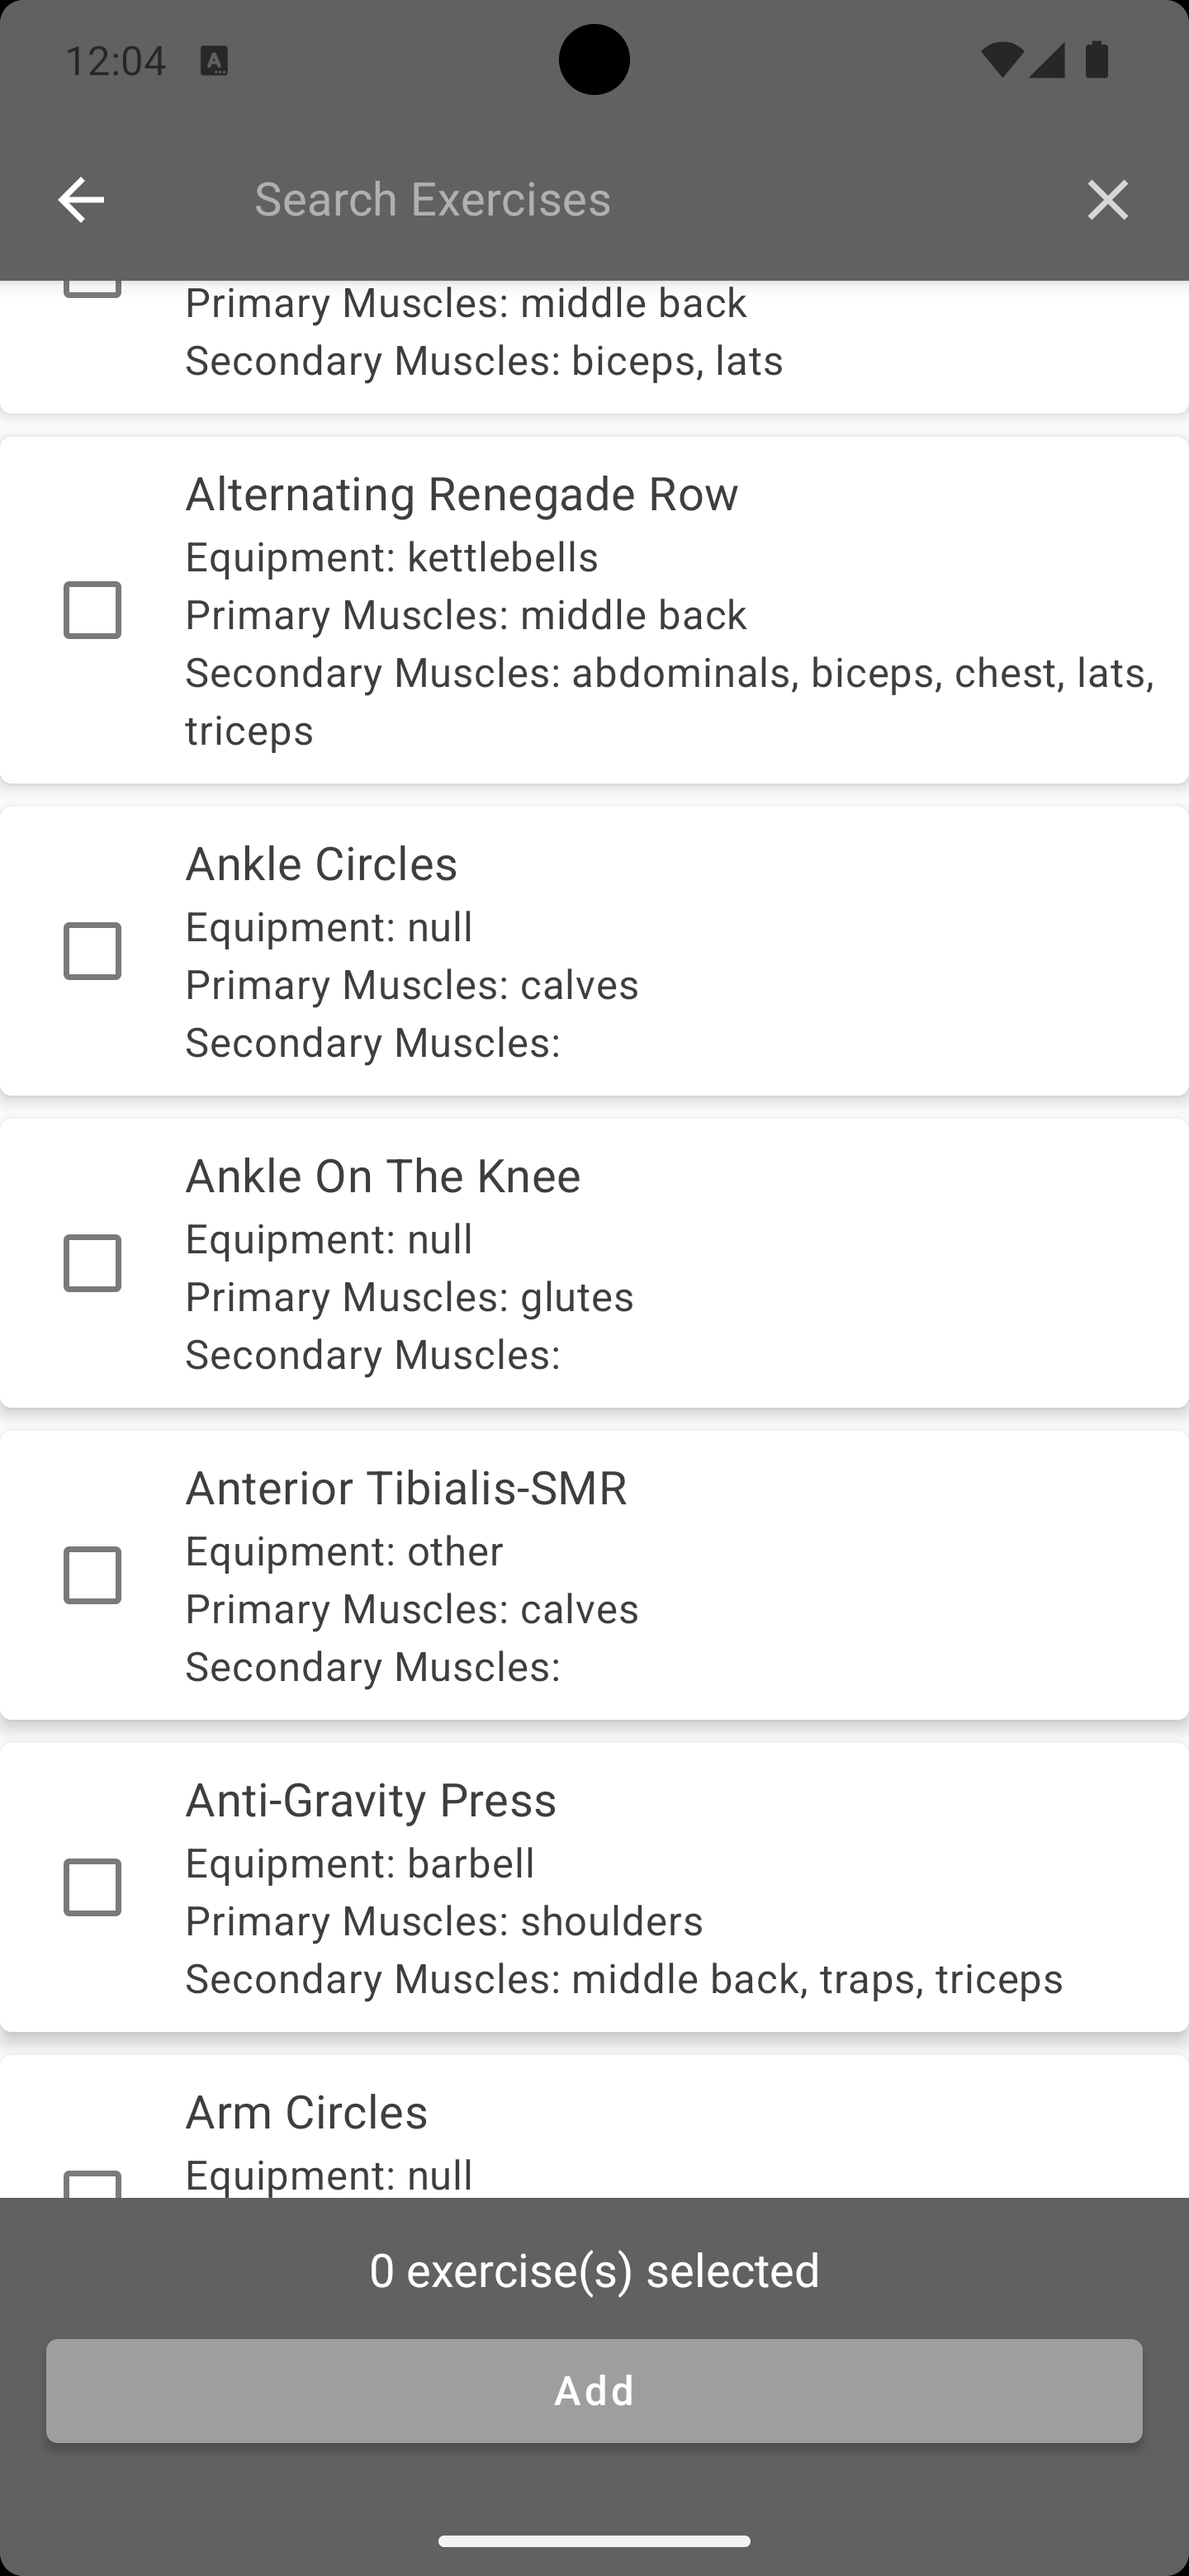 12:04
Search Exercises
Primary Muscles: middle back
Secondary Muscles: biceps, lats
Alternating Renegade Row
Equipment: kettlebells
Primary Muscles: middle back
Secondary Muscles: abdominals, biceps, chest, lats,
triceps
Ankle Circles
Equipment: null
Primary Muscles: calves
Secondary Muscles:
Ankle On The Knee
Equipment: null
Primary Muscles: glutes
Secondary Muscles:
Anterior Tibialis-SMR
Equipment: other
Primary Muscles: calves
Secondary Muscles:
Anti-Gravity Press
Equipment: barbell
Primary Muscles: shoulders
Secondary Muscles: middle back, traps, triceps
Arm Circles
Equipment: null
0 exercise(s) selected
Add